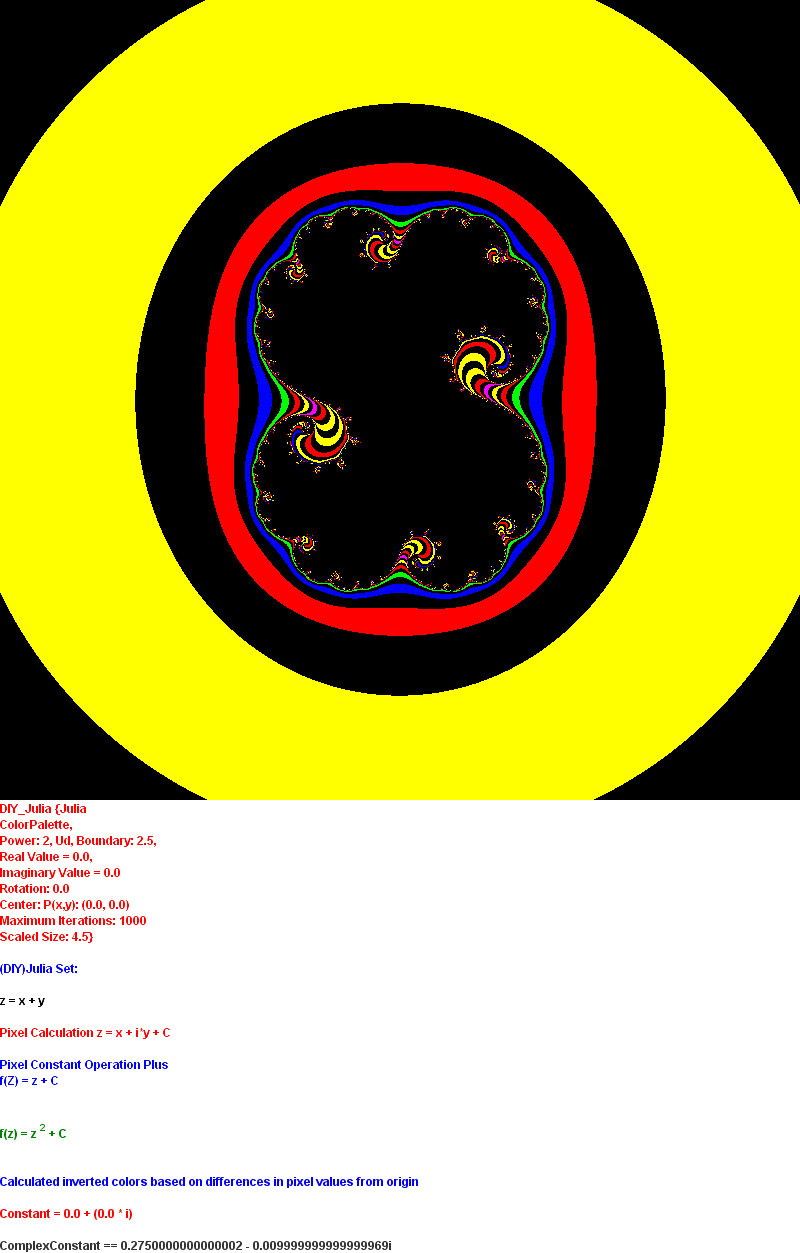 DIY_Julia {Julia
ColorPalette,
Power: 2, Ud, Boundary: 2.5,
Real Value = 0.0,
Imaginary Value = 0.0
Rotation: 0.0
Center: P(x,y): (0.0, 0.0)
Maximum Iterations: 1000
Scaled Size: 4.5}
(DIY)Julia Set:
z = x + y
Pixel Calculation z = x + i*y + C
Pixel Constant Operation Plus
f(Z) = z + C
f(z) = z 2 + C
Calculated inverted colors based on differences in pixel values from origin
Constant = 0.0 + (0.0 * i)
ComplexConstant == 0.2750000000000002 - 0.009999999999999969i